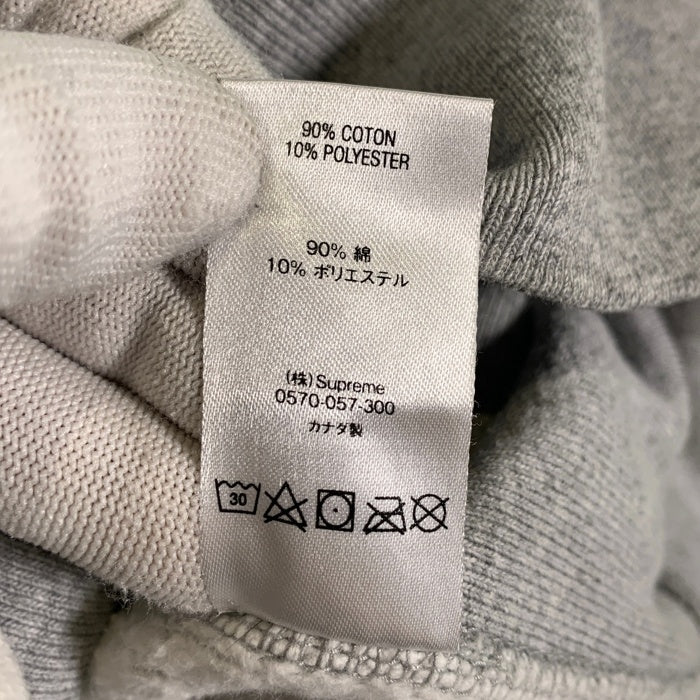 90% COTON
10% POLYESTER
90% 綿
10% ポリエステル
(株)Supreme
0570-057-300
カナダ製
30